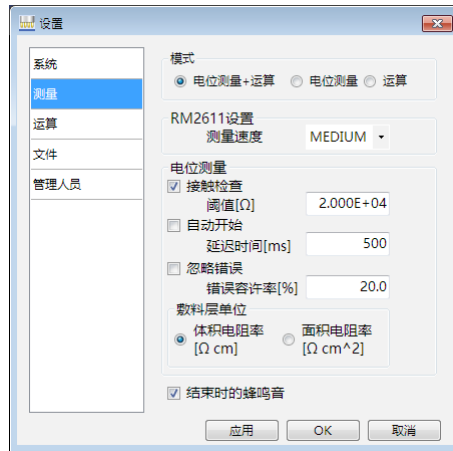 设置
系统
测量
运算
文件
管理人员
模式
电位测量+运算 电位测量 运算
RM2611设置
测量速度 MEDIUM
电位测量
接触检查
阈值[Ω] 2.000E+04
自动开始
延迟时间[ms] 500
忽略错误
错误容许率[%] 20.0
敷料层单位
体积电阻率 面积电阻率
[Ω cm] [Ω cm^2]
结束时的蜂鸣音
应用 OK 取消